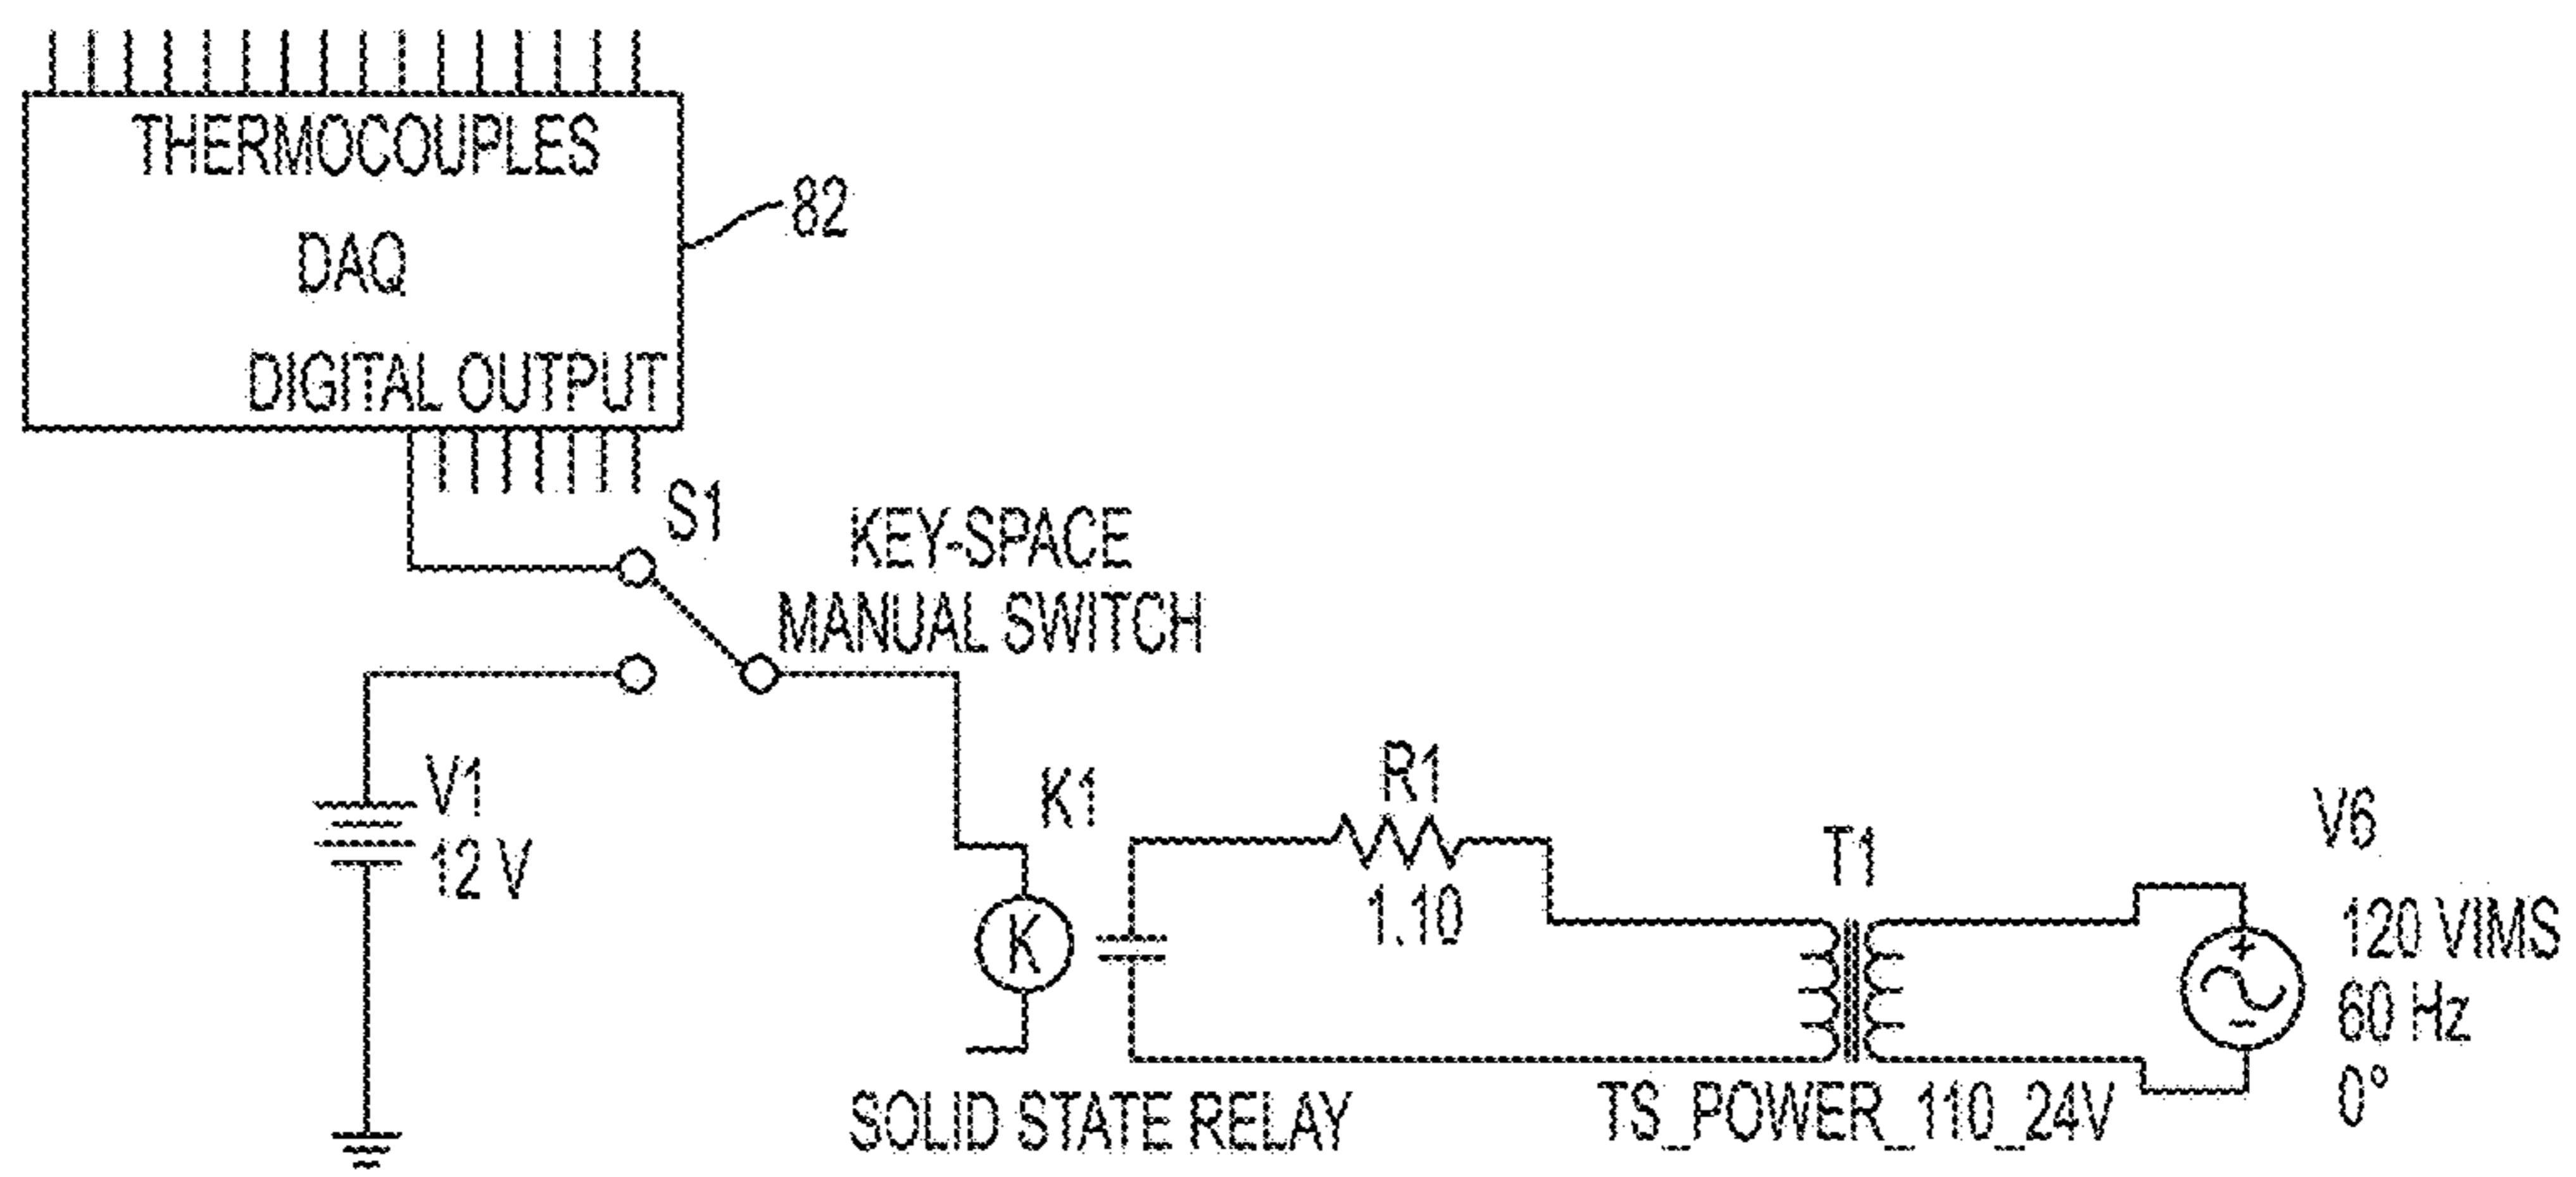 THERMOCOUPLES
DAQ
82
DIGITAL OUTPUT
S1
KEY-SPACE
MANUAL SWITCH
V1
12 V
K1
K
R1
1.10
T1
V6
120 VIMS
60 Hz
0°
SOLID STATE RELAY
TS_POWER_110_24V